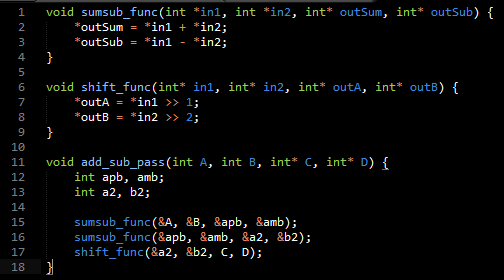 1 void sumsub_func(int *in1, int *in2, int* outSum, int* outSub) {
2 *outSum = *in1 + *in2;
3 *outSub = *in1 - *in2;
4 }
5
6 void shift_func(int* in1, int* in2, int* outA, int* outB) {
7 *outA = *in1 >> 1;
8 *outB = *in2 >> 2;
9 }
10
11 void add_sub_pass(int A, int B, int* C, int* D) {
12 int apb, amb;
13 int a2, b2;
14
15 sumsub_func(&A, &B, &apb, &amb);
16 sumsub_func(&apb, &amb, &a2, &b2);
17 shift_func(&a2, &b2, C, D);
18 }